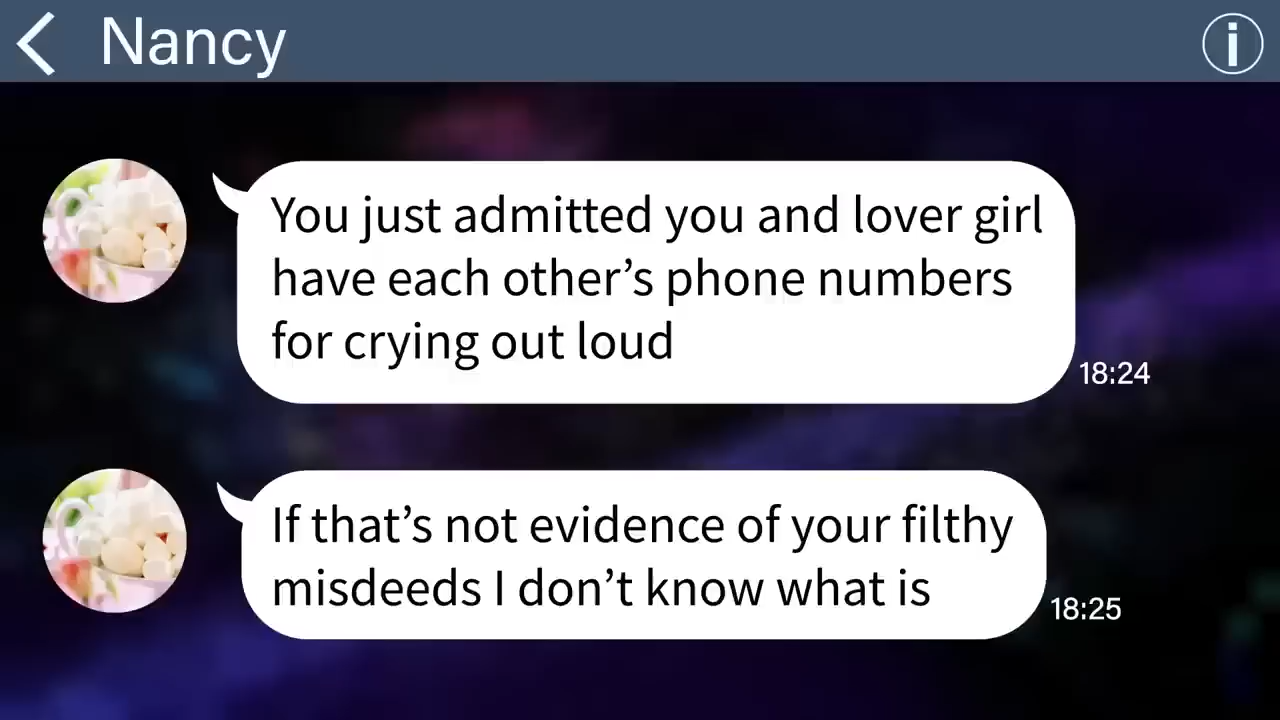 Nancy
You just admitted you and lover girl
have each other’s phone numbers
for crying out loud
18:24
If that’s not evidence of your filthy
misdeeds I don’t know what is
18:25